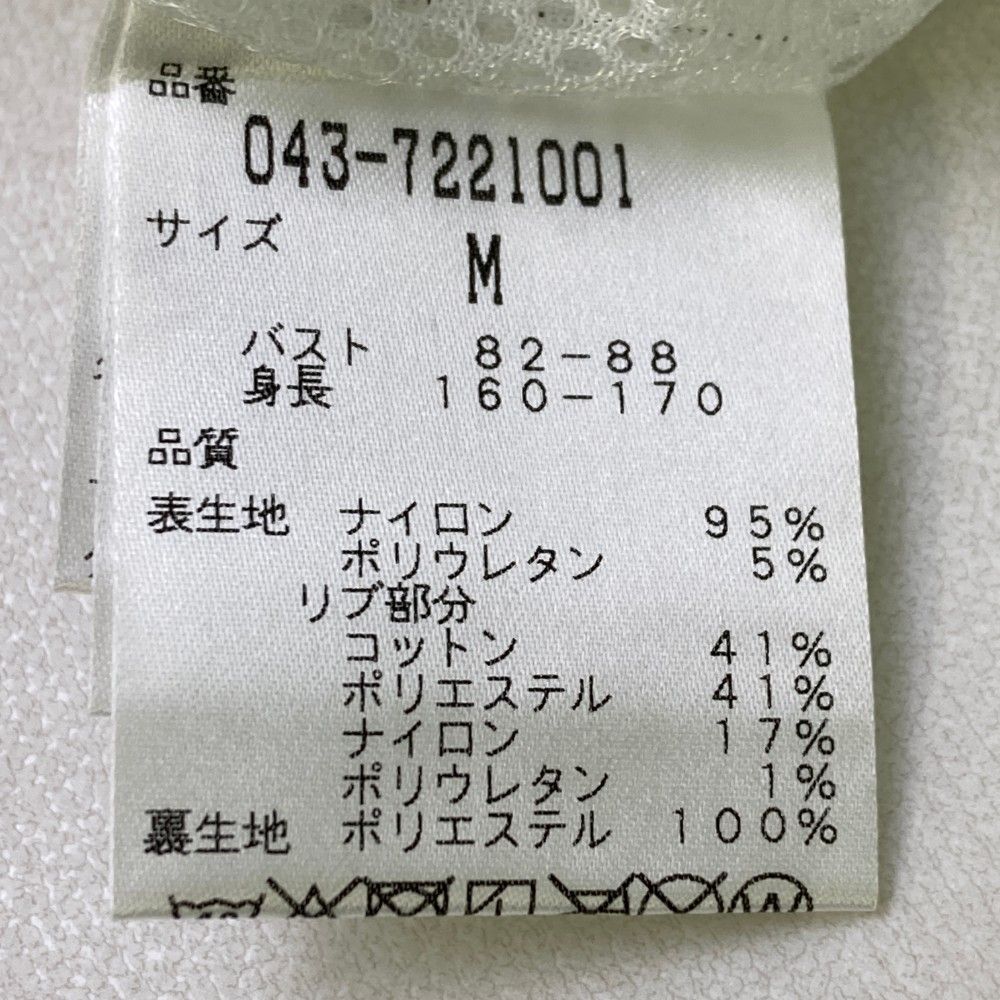 品番
043-7221001
サイズ
M
バスト 82-88
身長 160-170
品質
表生地 ナイロン 95%
ポリウレタン 5%
リブ部分
コットン 41%
ポリエステル 41%
ナイロン 17%
ポリウレタン 1%
裏生地 ポリエステル 100%
W